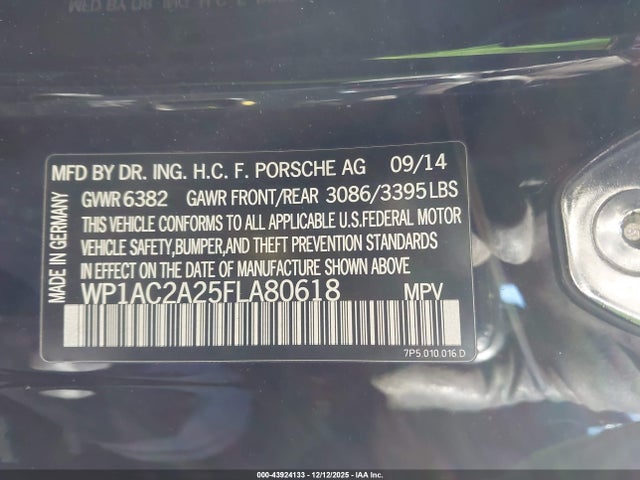 MFD BY DR. ING. H.C. F. PORSCHE AG 09/14
GVWR 6382 GAWR FRONT/REAR 3086/3395 LBS
THIS VEHICLE CONFORMS TO ALL APPLICABLE U.S.FEDERAL MOTOR
VEHICLE SAFETY,BUMPER,AND THEFT PREVENTION STANDARDS
IN EFFECT ON THE DATE OF MANUFACTURE SHOWN ABOVE
WP1AC2A25FLA80618 MPV
7P5.010.016.D
MADE IN GERMANY
000-43924133 - 12/12/2025 - IAA Inc.